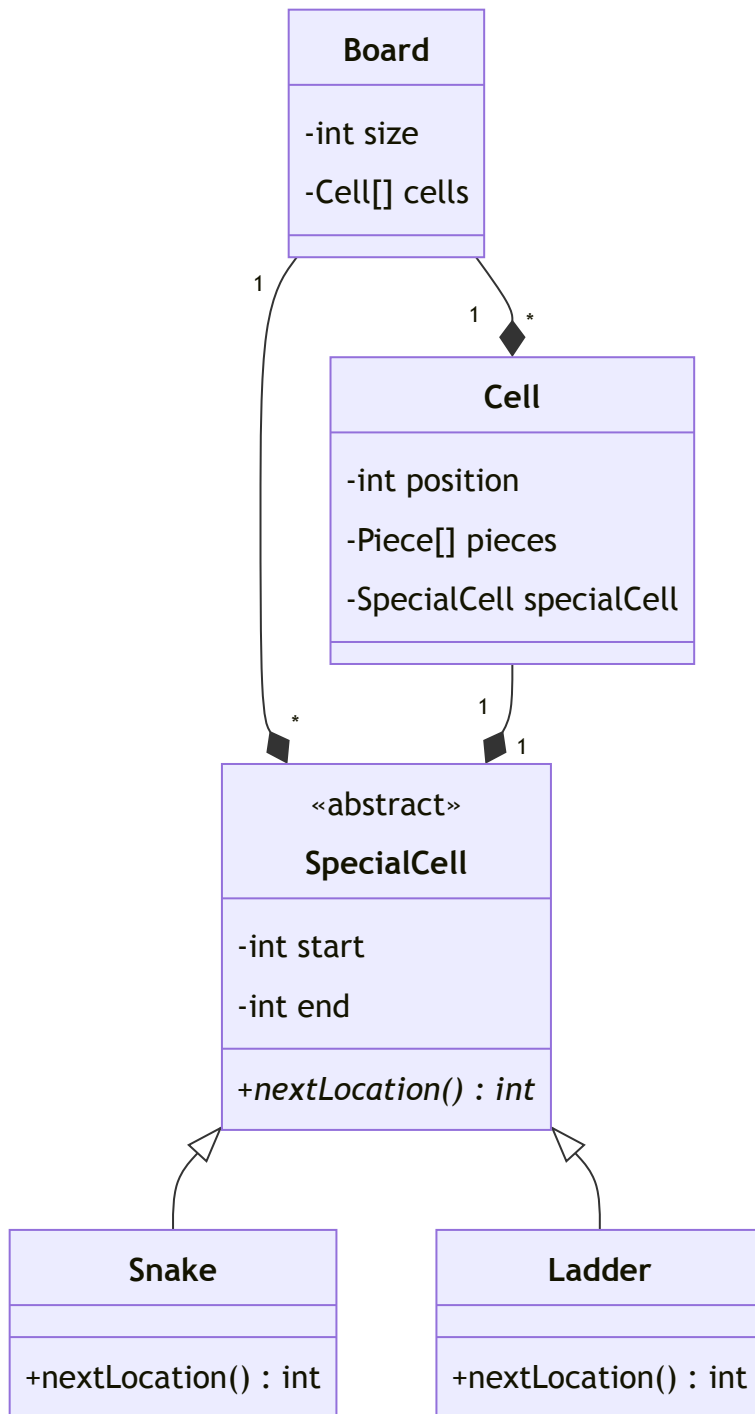 Board
-int size
-Cell[] cells
1
1
*
Cell
-int position
-Piece[] pieces
-SpecialCell specialCell
*
1
1
«abstract»
SpecialCell
-int start
-int end
+nextLocation() : int
Snake
+nextLocation() : int
Ladder
+nextLocation() : int